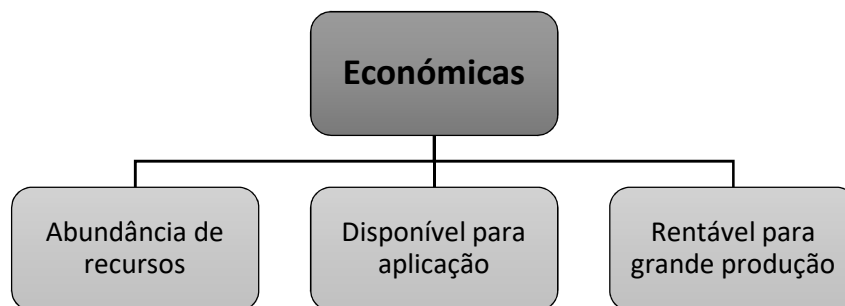 Económicas
Abundância de
recursos
Disponível para
aplicação
Rentável para
grande produção